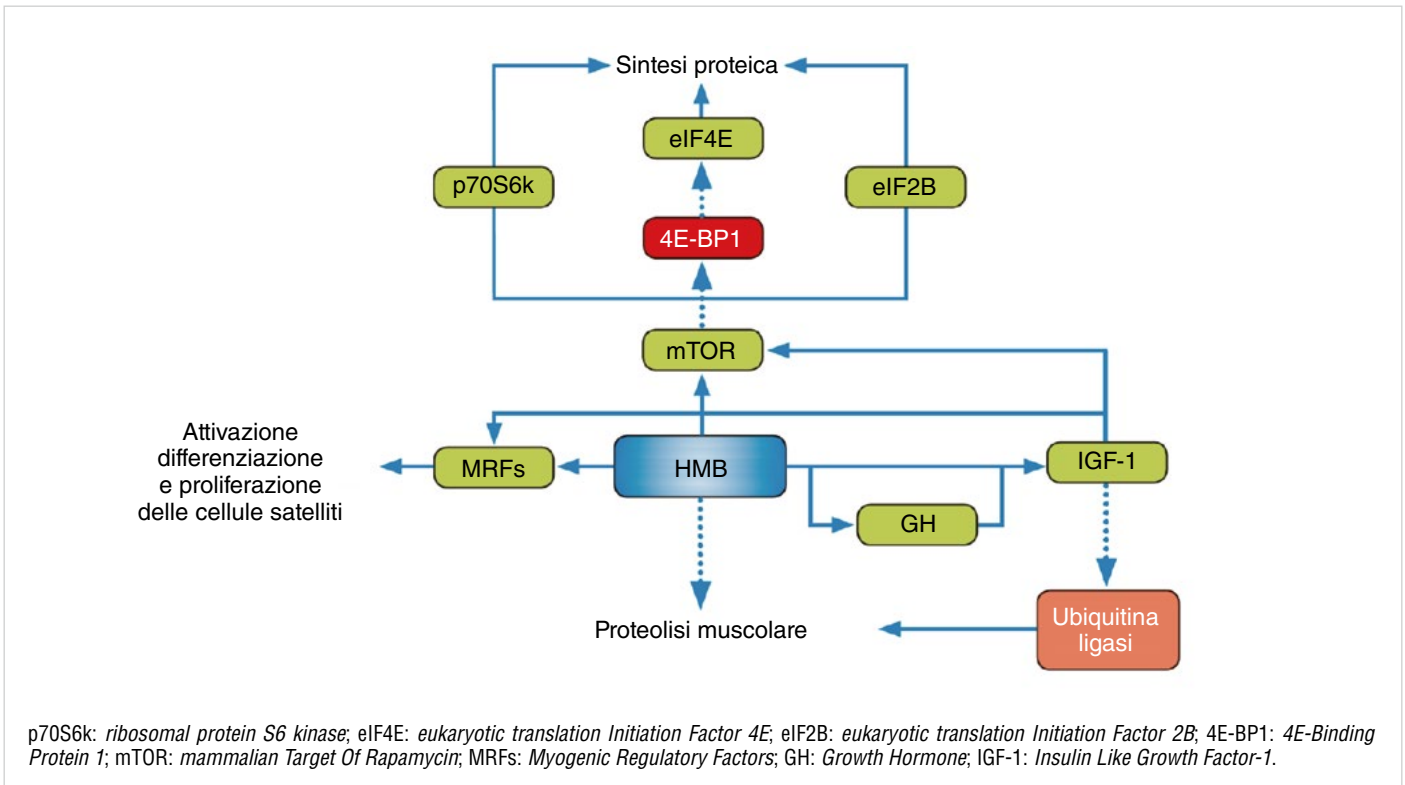 Sintesi proteica
eIF4E
p70S6k
eIF2B
4E-BP1
mTOR
Attivazione
differenziazione
e proliferazione
delle cellule satelliti
MRFs
HMB
IGF-1
GH
Proteolisi muscolare
Ubiquitina
ligasi
p70S6k: ribosomal protein S6 kinase; eIF4E: eukaryotic translation Initiation Factor 4E; eIF2B: eukaryotic translation Initiation Factor 2B; 4E-BP1: 4E-Binding
Protein 1; mTOR: mammalian Target Of Rapamycin; MRFs: Myogenic Regulatory Factors; GH: Growth Hormone; IGF-1: Insulin Like Growth Factor-1.